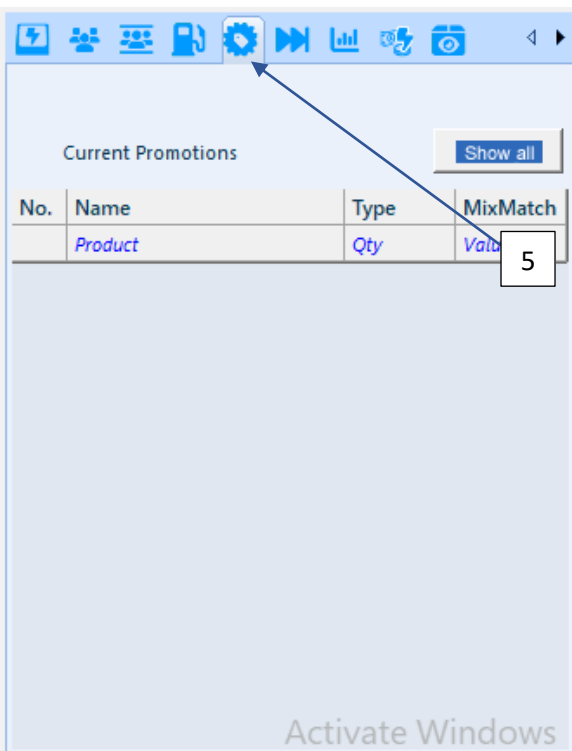 Current Promotions Show all
No. Name Type MixMatch
Product Qty
5
Activate Windows